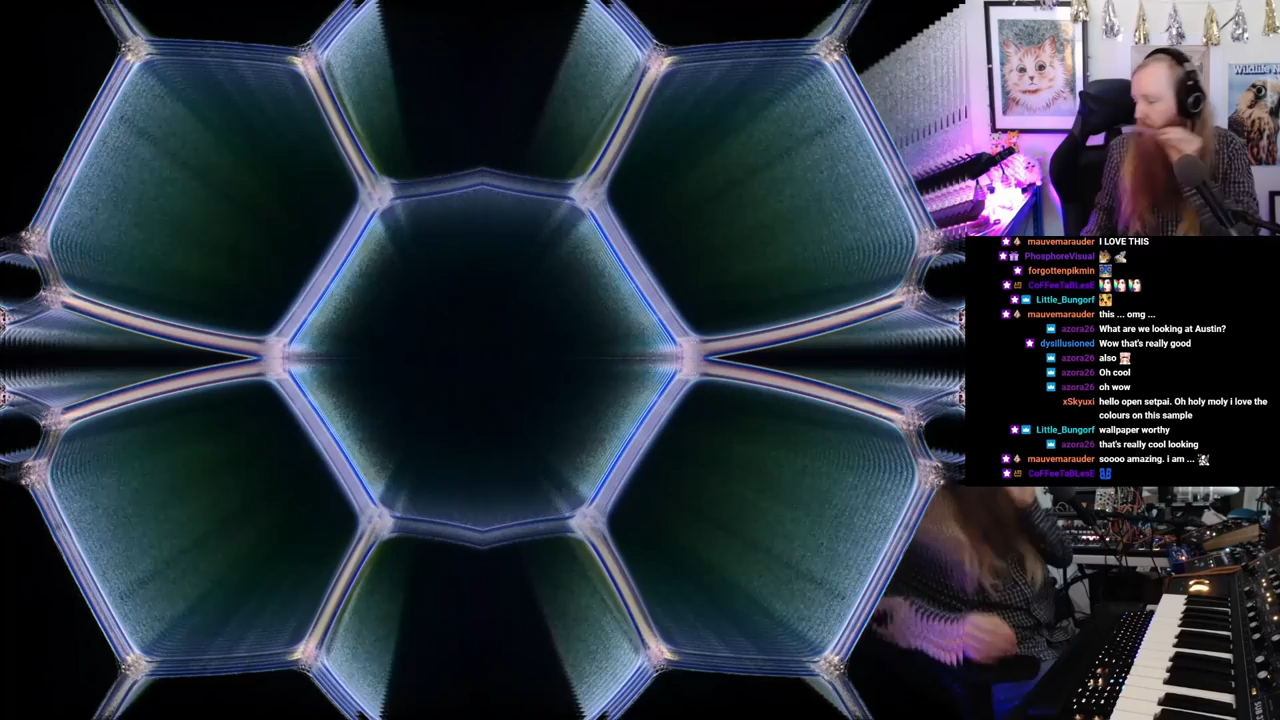 Wildlife N
mauvemarauder I LOVE THIS
PhosphoreVisual
forgottenpikmin
CoFFeeTaBLesE
Little_Bungorf
mauvemarauder this ... omg ...
azora26 What are we looking at Austin?
dysillusioned Wow that's really good
azora26 also
azora26 Oh cool
azora26 oh wow
xSkyuxi hello open setpai. Oh holy moly i love the
colours on this sample
Little_Bungorf wallpaper worthy
azora26 that's really cool looking
mauvemarauder soooo amazing. i am ...
CoFFeeTaBLesE
SUB